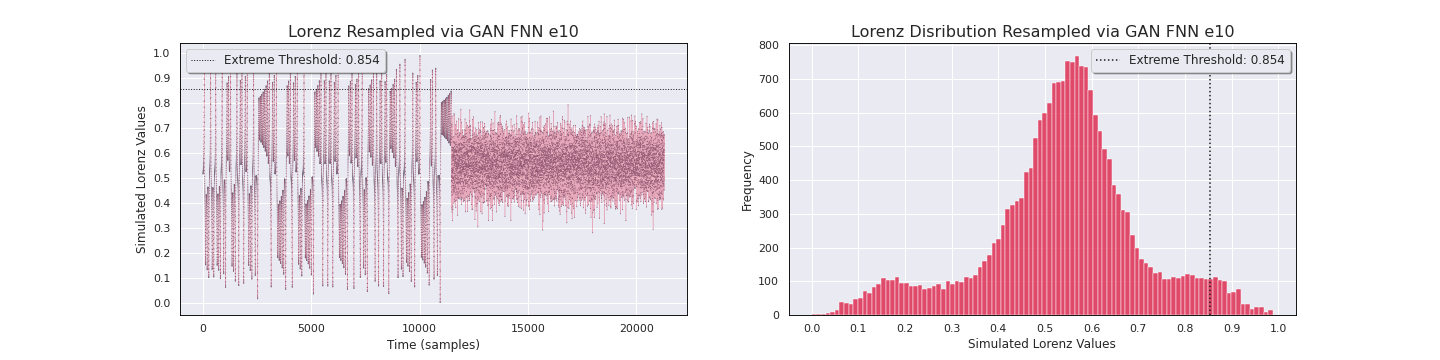 Lorenz Resampled via GAN FNN e10
Extreme Threshold: 0.854
Simulated Lorenz Values
1.0
0.9
0.8
0.7
0.6
0.5
0.4
0.3
0.2
0.1
0.0
0 5000 10000 15000 20000
Time (samples)
Lorenz Disribution Resampled via GAN FNN e10
Extreme Threshold: 0.854
Frequency
800
700
600
500
400
300
200
100
0
0.0 0.1 0.2 0.3 0.4 0.5 0.6 0.7 0.8 0.9 1.0
Simulated Lorenz Values